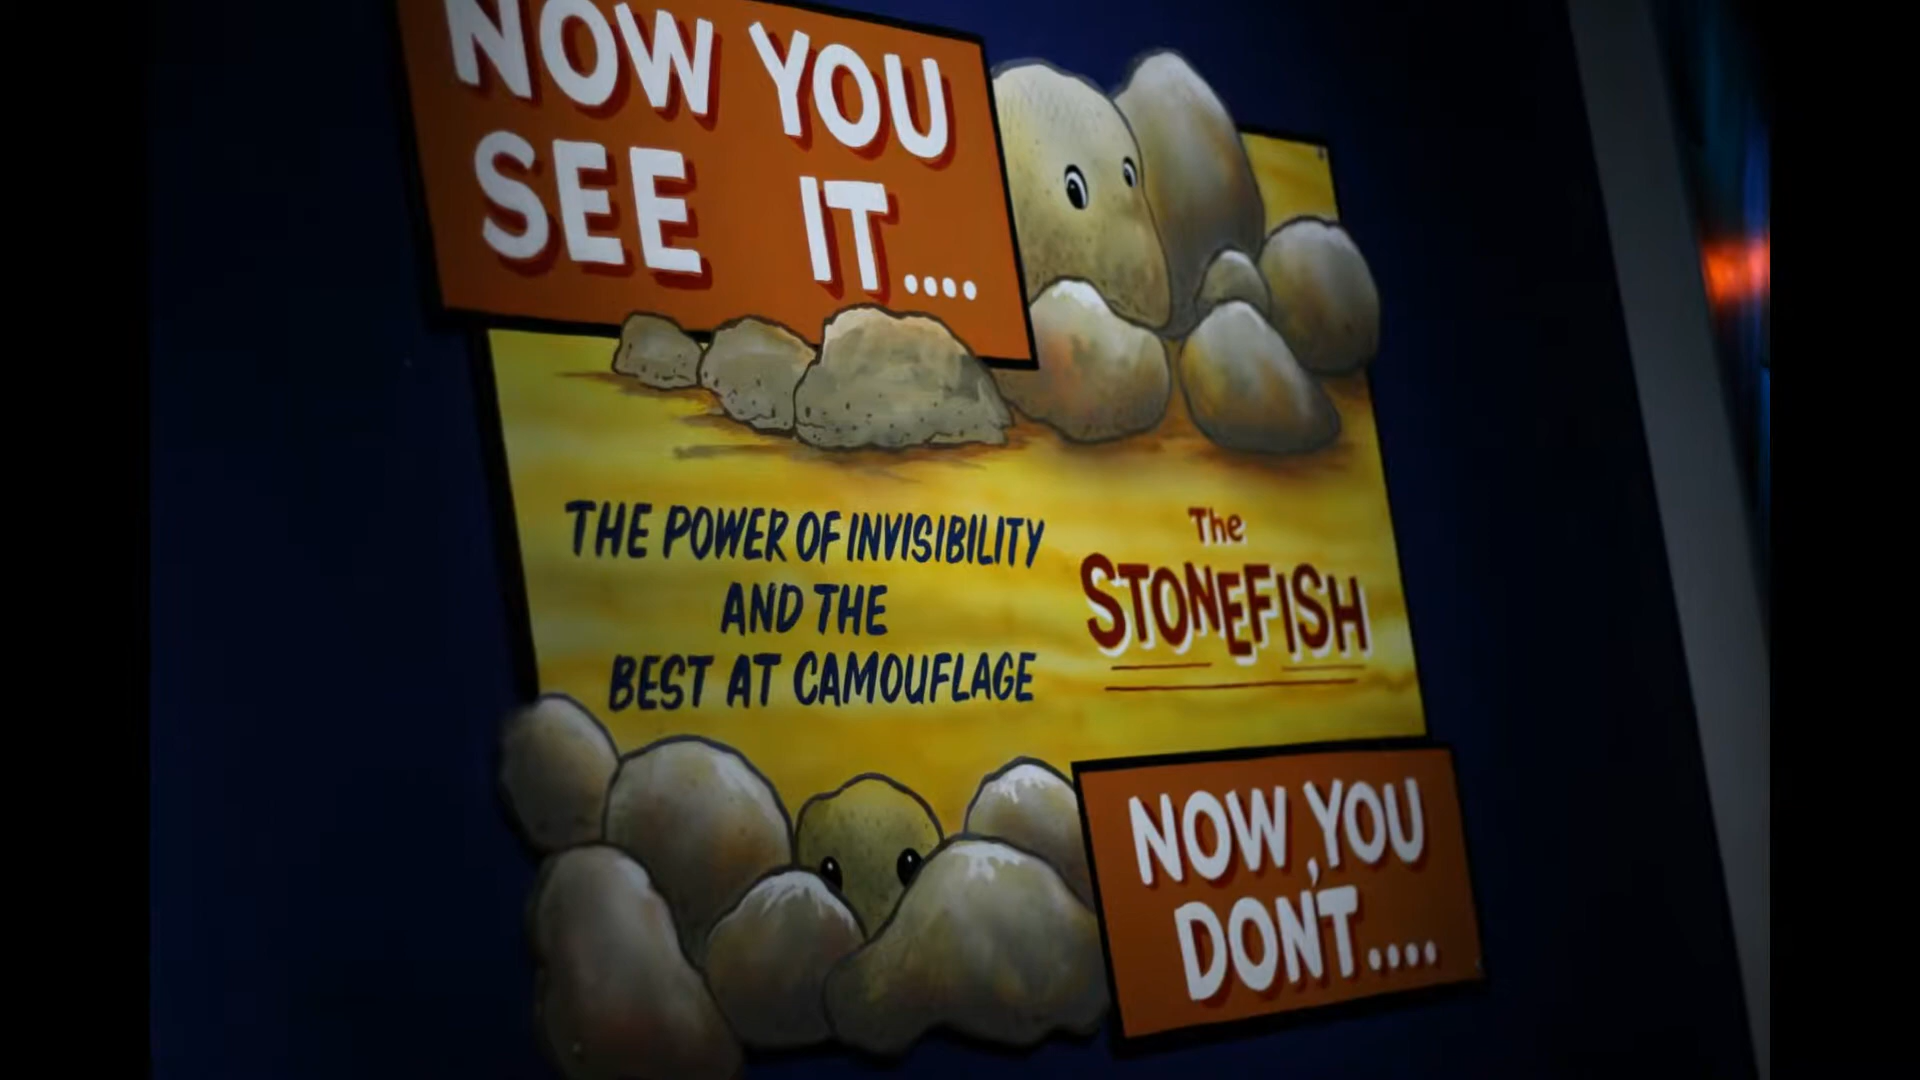 NOW YOU
SEE IT....
THE POWER OF INVISIBILITY
AND THE
BEST AT CAMOUFLAGE
The
STONEFISH
NOW YOU
DON'T....